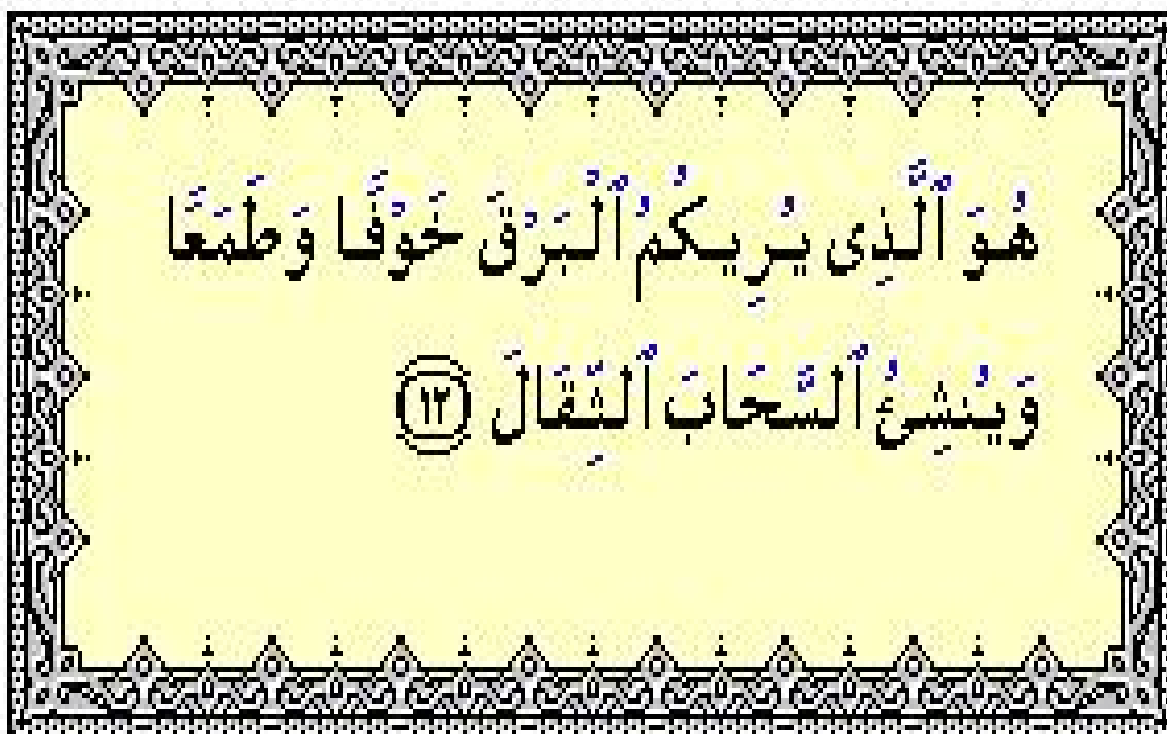 هُوَ ٱلَّذِى يُرِيكُمُ ٱلْبَرْقَ خَوْفًا وَطَمَعًا
وَيُنشِئُ ٱلسَّحَابَ ٱلثِّقَالَ ١٢